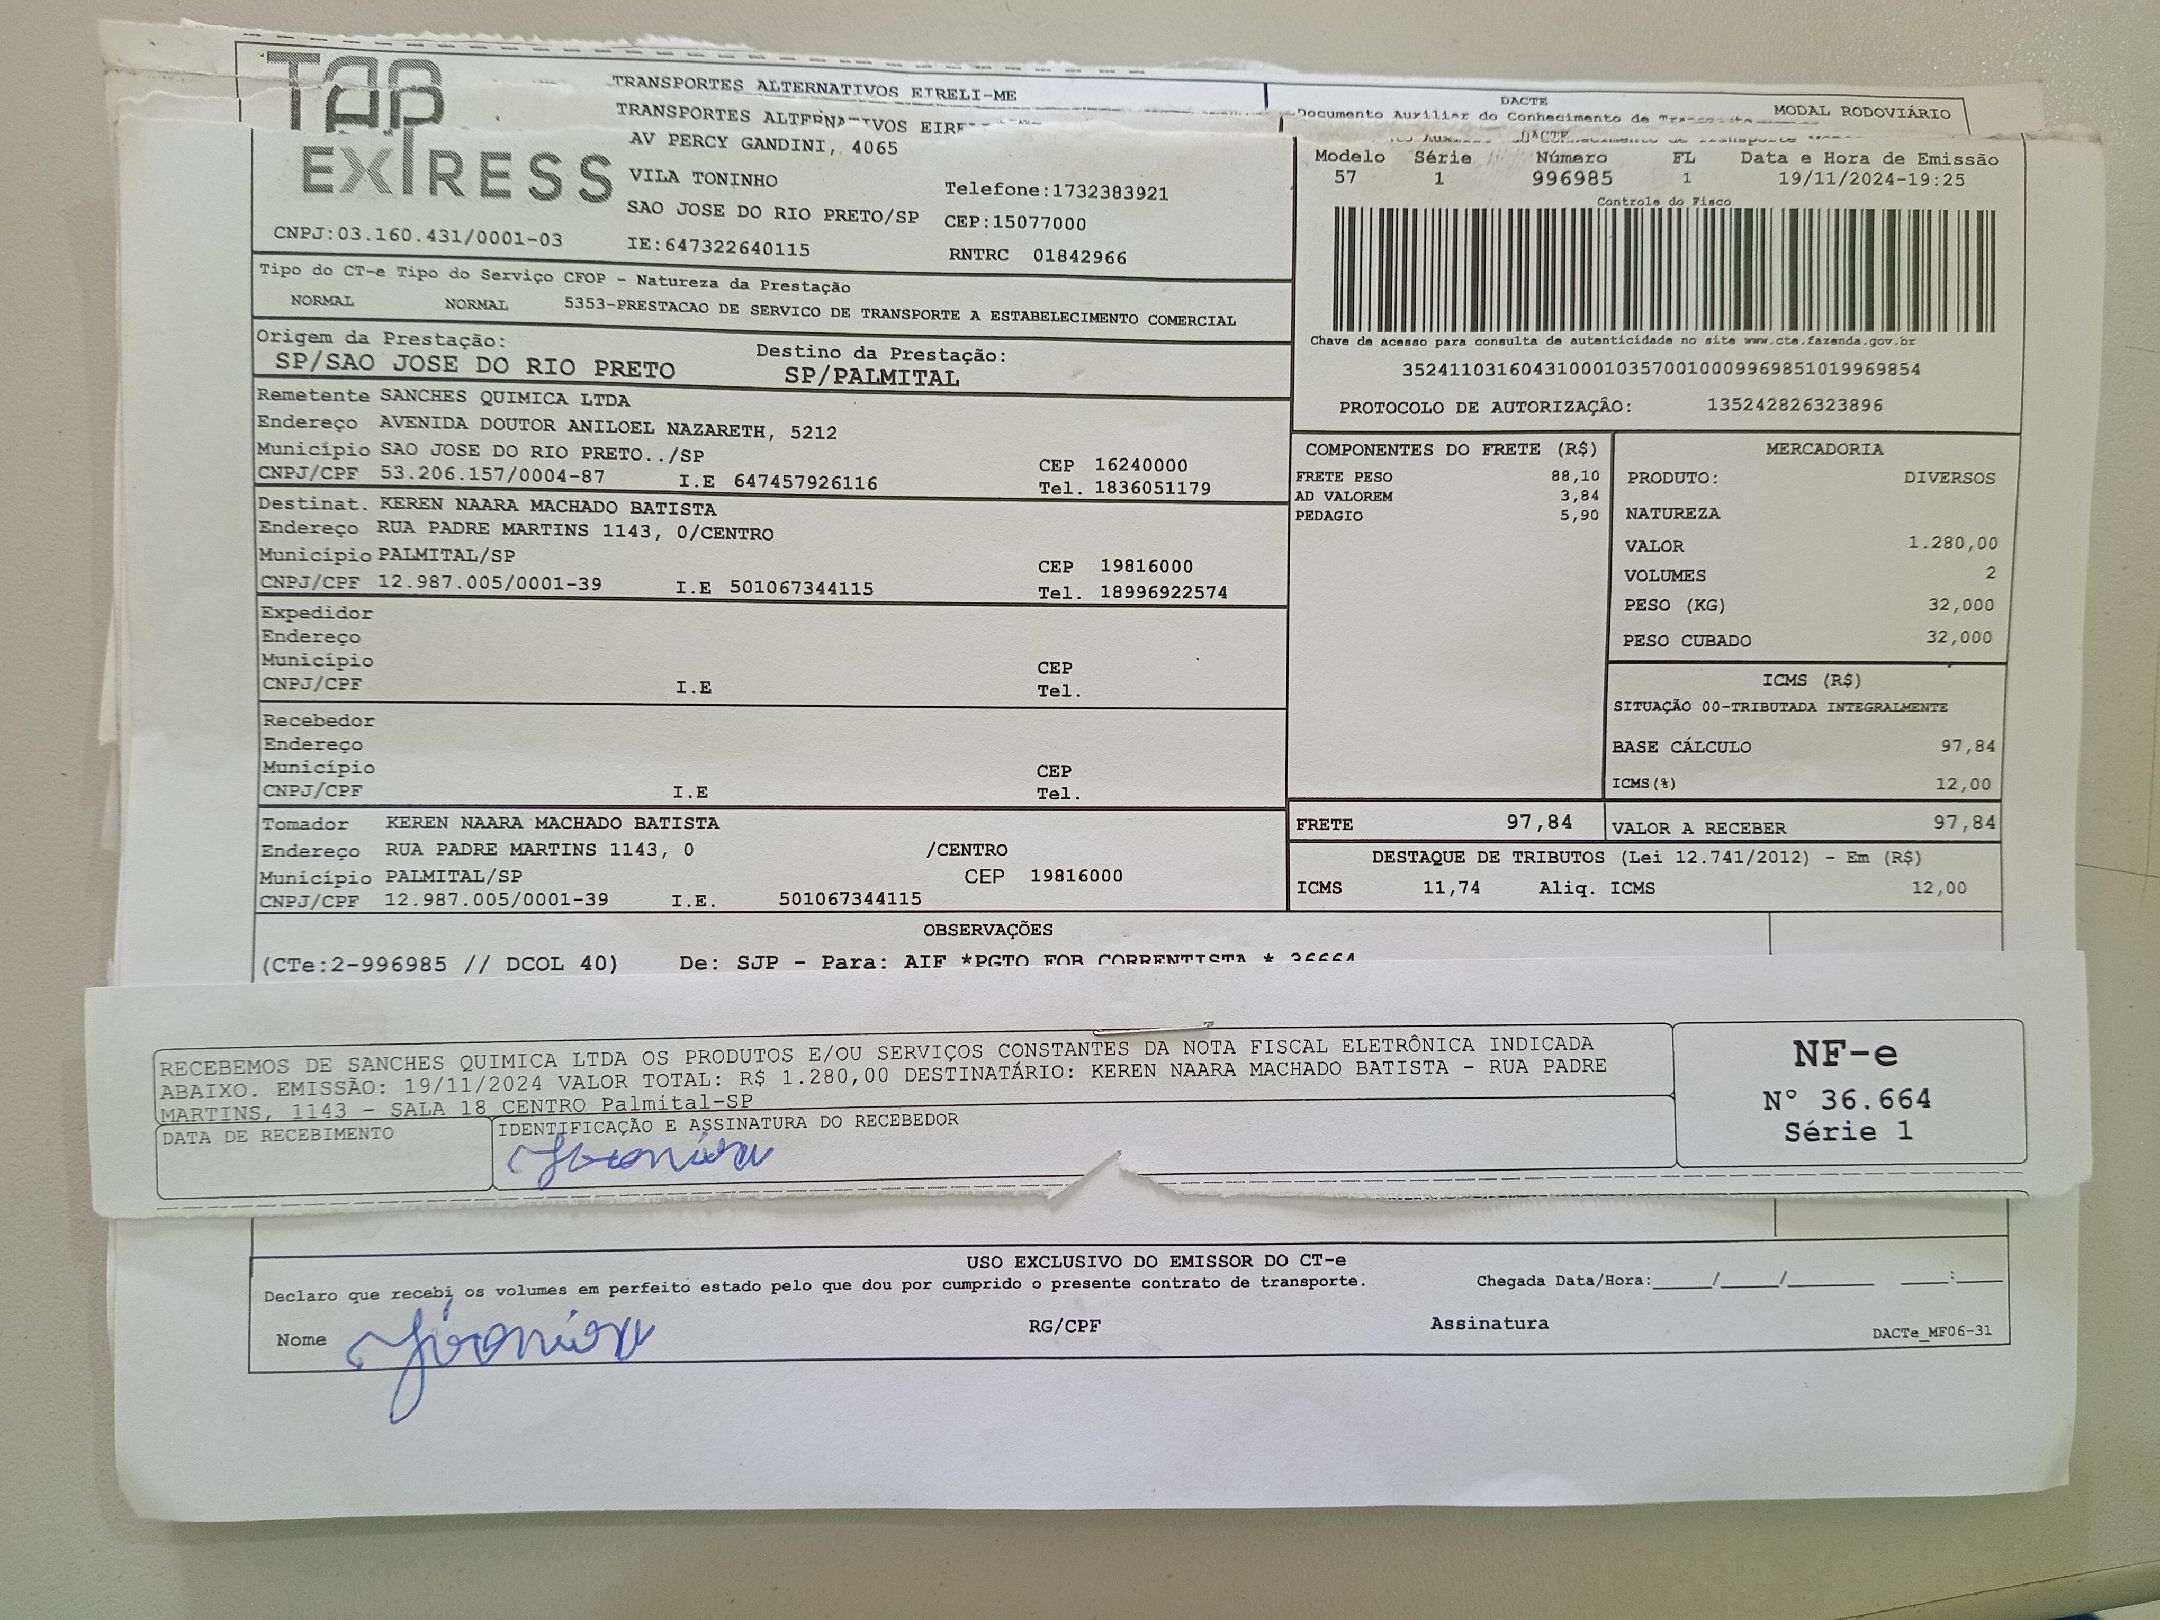 TAP
EXPRESS
TRANSPORTES ALTERNATIVOS EIRELI-ME
TRANSPORTES ALTERNATIVOS
AV PERCY GANDINI, 4065
VILA TONINHO
Telefone:1732383921
SAO JOSE DO RIO PRETO/SP CEP:15077000
CNPJ:03.160.431/0001-03 IE:647322640115 RNTRC 01842966
DACTE MODAL RODOVIÁRIO
Documento Auxiliar do Conhecimento de
Modelo Série Número FL Data e Hora de Emissão
57 1 996985 1 19/11/2024-19:25
Controle do Fisco
Chave de acesso para consulta de autenticidade no site www.cte.fazenda.gov.br
35241103160431000103570010009969851019969854
PROTOCOLO DE AUTORIZAÇÃO: 135242826323896
Tipo do CT-e Tipo do Serviço CFOP - Natureza da Prestação
NORMAL NORMAL 5353-PRESTACAO DE SERVICO DE TRANSPORTE A ESTABELECIMENTO COMERCIAL
Origem da Prestação: Destino da Prestação:
SP/SAO JOSE DO RIO PRETO SP/PALMITAL
Remetente SANCHES QUIMICA LTDA
Endereço AVENIDA DOUTOR ANILOEL NAZARETH, 5212
Município SAO JOSE DO RIO PRETO../SP CEP 16240000
CNPJ/CPF 53.206.157/0004-87 I.E 647457926116 Tel. 1836051179
Destinat. KEREN NAARA MACHADO BATISTA
Endereço RUA PADRE MARTINS 1143, 0/CENTRO
Município PALMITAL/SP CEP 19816000
CNPJ/CPF 12.987.005/0001-39 I.E 501067344115 Tel. 18996922574
Expedidor
Endereço
Município CEP
CNPJ/CPF I.E Tel.
Recebedor
Endereço
Município CEP
CNPJ/CPF I.E Tel.
Tomador KEREN NAARA MACHADO BATISTA
Endereço RUA PADRE MARTINS 1143, 0 /CENTRO
Município PALMITAL/SP CEP 19816000
CNPJ/CPF 12.987.005/0001-39 I.E. 501067344115
COMPONENTES DO FRETE (R$)
FRETE PESO 88,10
AD VALOREM 3,84
PEDAGIO 5,90
MERCADORIA
PRODUTO: DIVERSOS
NATUREZA
VALOR 1.280,00
VOLUMES 2
PESO (KG) 32,000
PESO CUBADO 32,000
ICMS (R$)
SITUAÇÃO 00-TRIBUTADA INTEGRALMENTE
BASE CÁLCULO 97,84
ICMS(%) 12,00
FRETE 97,84 VALOR A RECEBER 97,84
DESTAQUE DE TRIBUTOS (Lei 12.741/2012) - Em (R$)
ICMS 11,74 Aliq. ICMS 12,00
OBSERVAÇÕES
(CTe:2-996985 // DCOL 40) De: SJP - Para: AIF *PGTO FOB CORRENTISTA * 36664
RECEBEMOS DE SANCHES QUIMICA LTDA OS PRODUTOS E/OU SERVIÇOS CONSTANTES DA NOTA FISCAL ELETRÔNICA INDICADA
ABAIXO. EMISSÃO: 19/11/2024 VALOR TOTAL: R$ 1.280,00 DESTINATÁRIO: KEREN NAARA MACHADO BATISTA - RUA PADRE
MARTINS, 1143 - SALA 18 CENTRO Palmital-SP
DATA DE RECEBIMENTO IDENTIFICAÇÃO E ASSINATURA DO RECEBEDOR
NF-e
Nº 36.664
Série 1
USO EXCLUSIVO DO EMISSOR DO CT-e
Declaro que recebi os volumes em perfeito estado pelo que dou por cumprido o presente contrato de transporte. Chegada Data/Hora:____/____/______ ___:___
Nome RG/CPF Assinatura DACTe_MF06-31